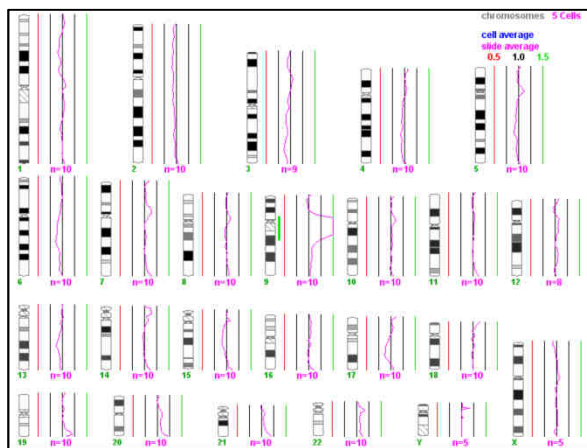 chromosomes 5 Cells
cell average
slide average
0.5 1.0 1.5
1 n=10 2 n=10 3 n=9 4 n=10 5 n=10
6 n=10 7 n=10 8 n=10 9 n=10 10 n=10 11 n=10 12 n=8
13 n=10 14 n=10 15 n=10 16 n=10 17 n=10 18 n=10
19 n=10 20 n=10 21 n=10 22 n=10 Y n=5 X n=5